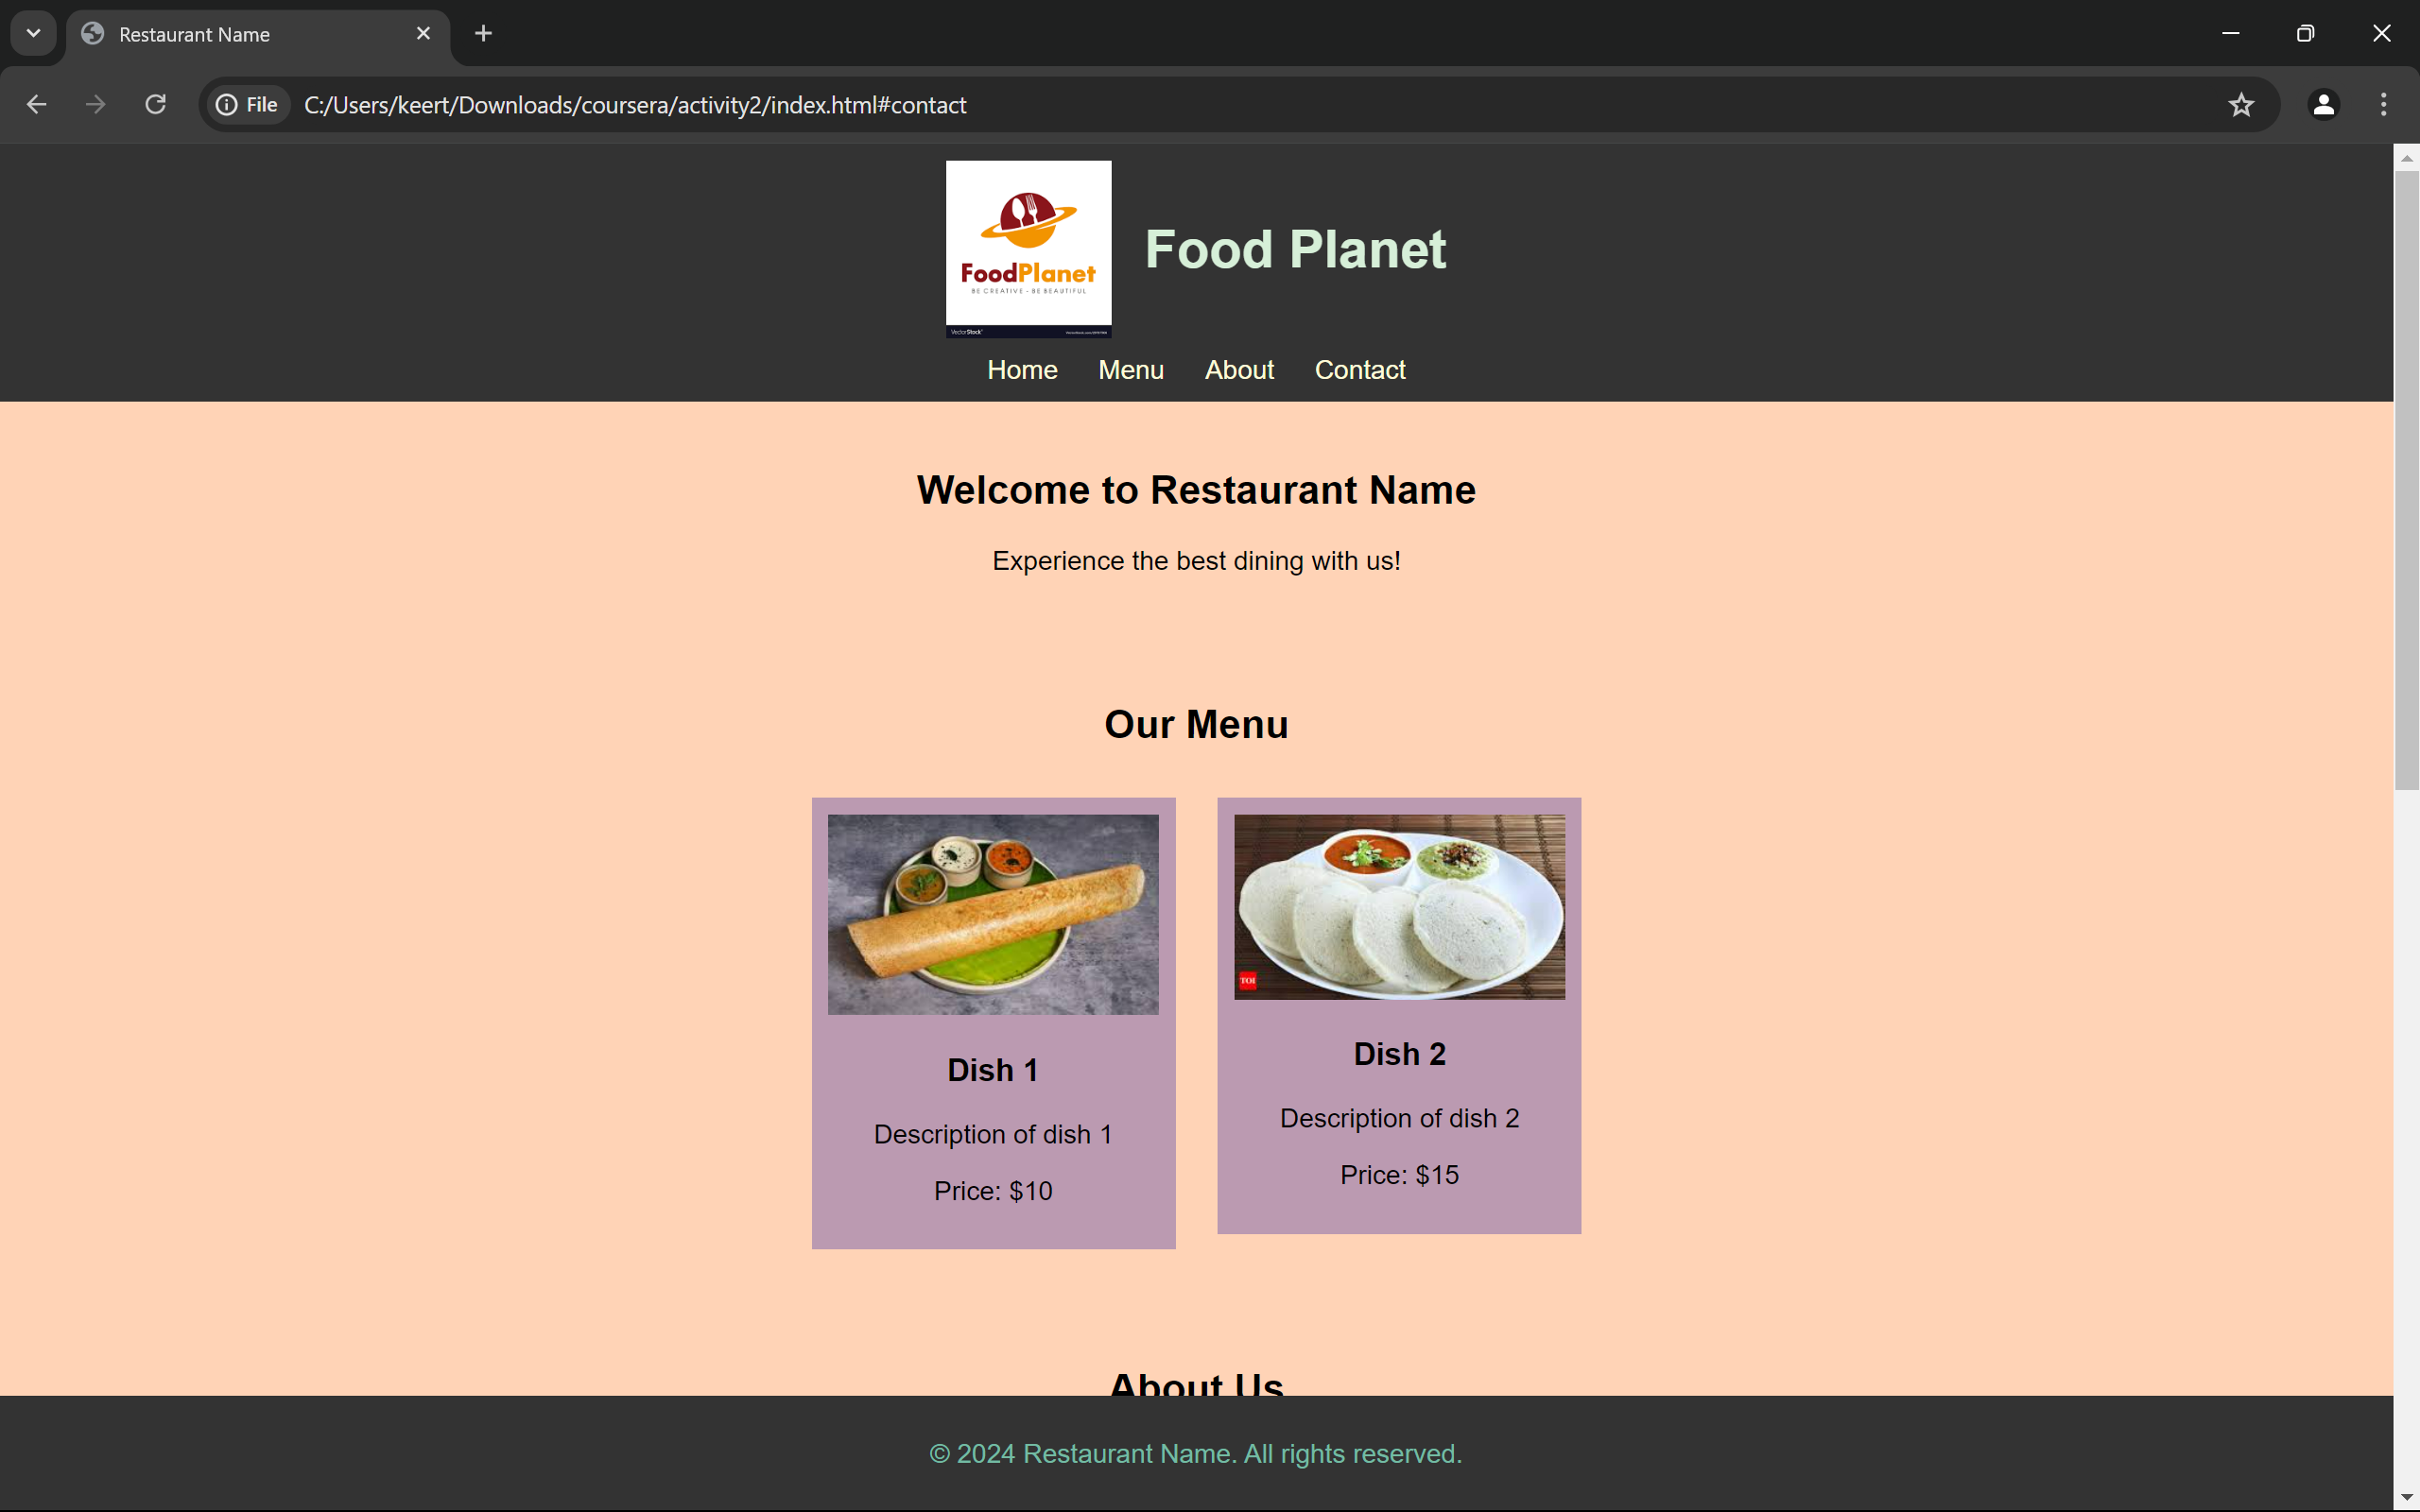 Restaurant Name
File C:/Users/keert/Downloads/coursera/activity2/index.html#contact
FoodPlanet
BE CREATIVE - BE BEAUTIFUL
VectorStock
Food Planet
Home Menu About Contact
Welcome to Restaurant Name
Experience the best dining with us!
Our Menu
TOI
Dish 1
Description of dish 1
Price: $10
Dish 2
Description of dish 2
Price: $15
About Us
© 2024 Restaurant Name. All rights reserved.